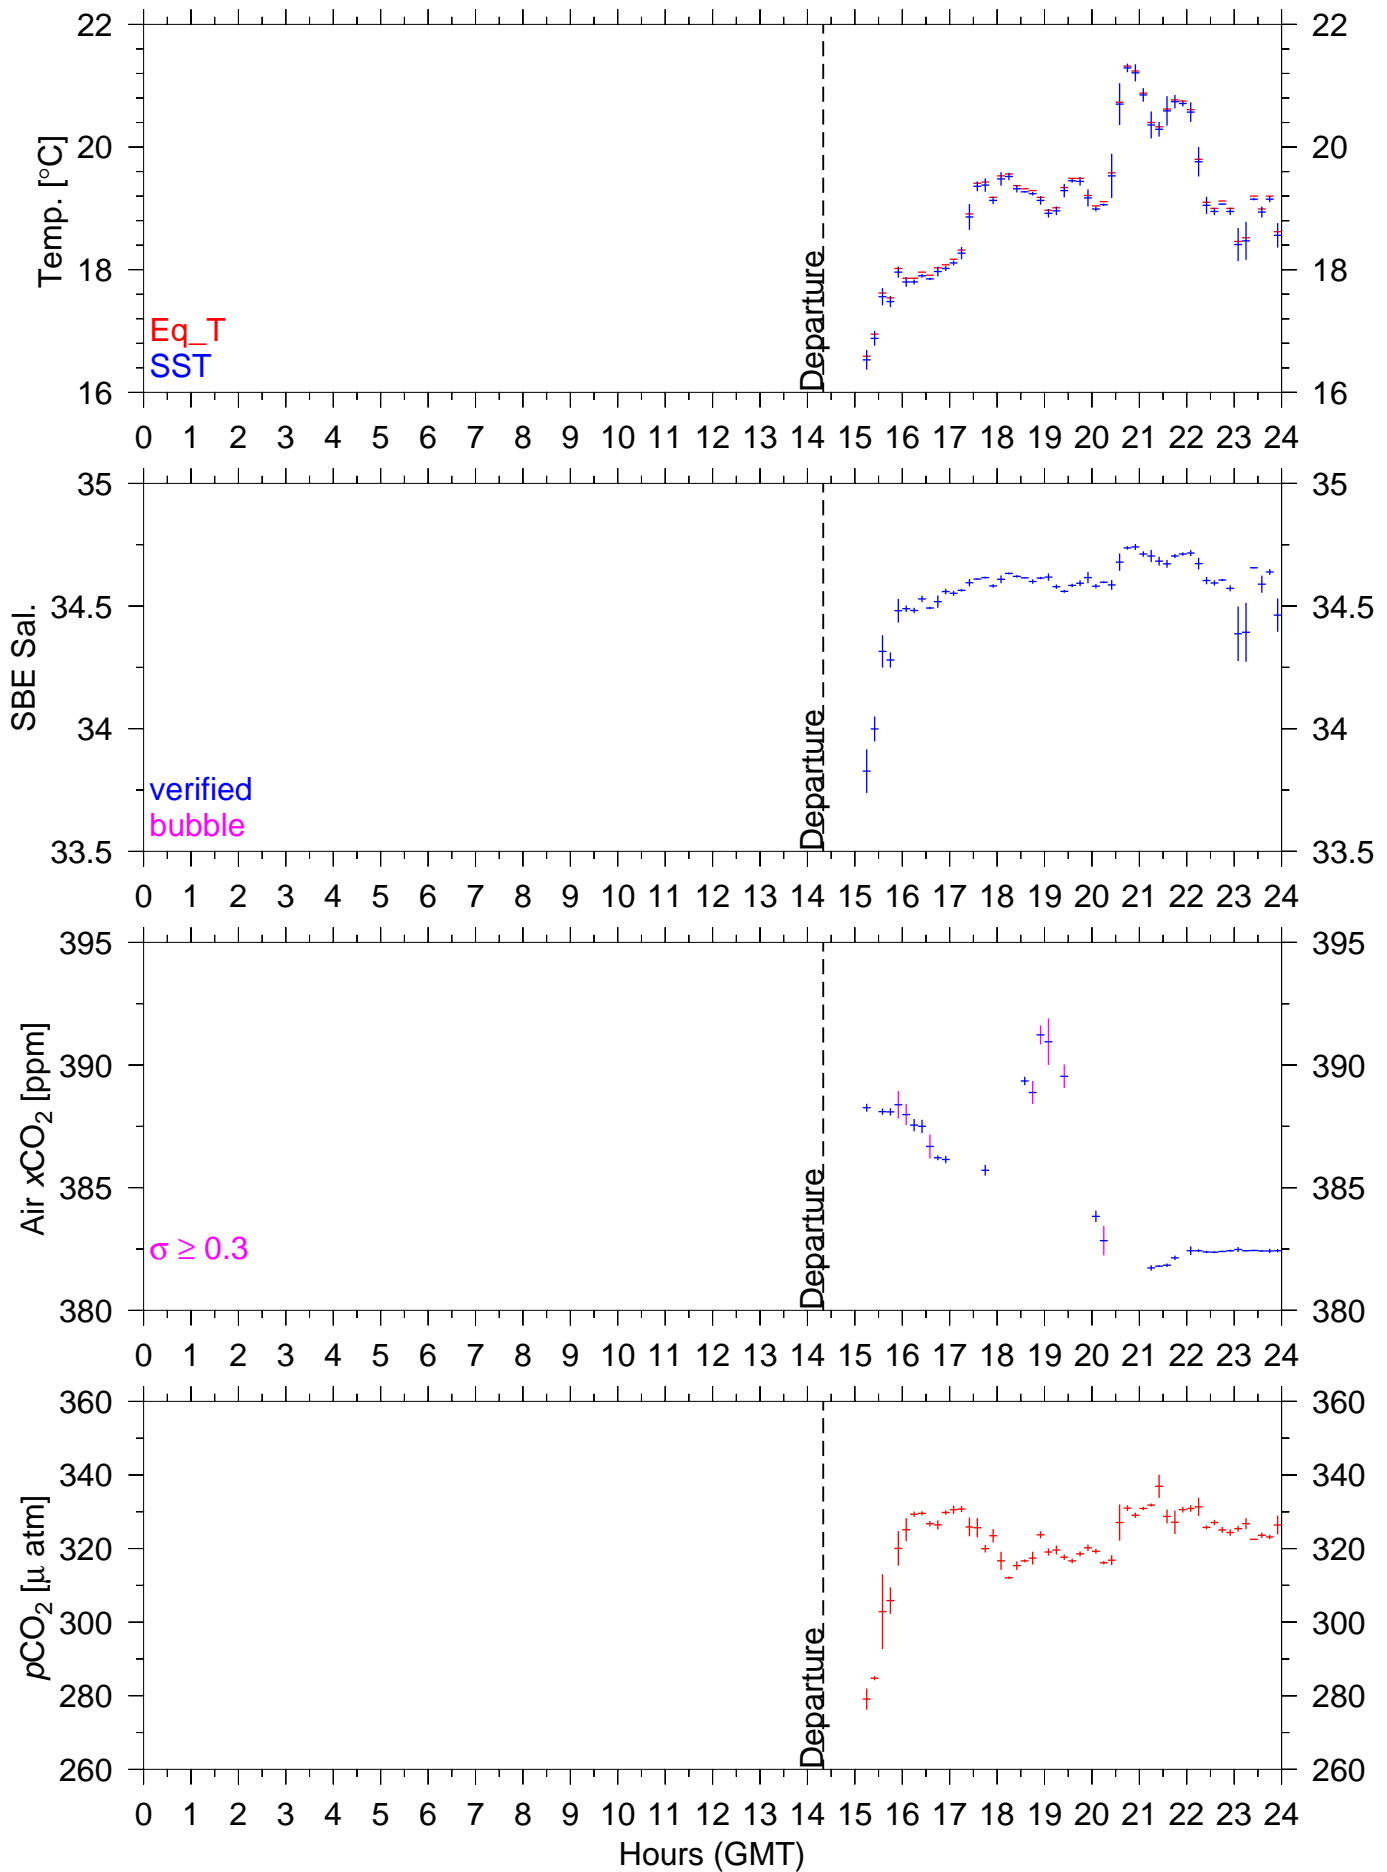 22 22
20 20
18 18
16 16
Temp. [°C]
Eq_T
SST
Departure
0 1 2 3 4 5 6 7 8 9 10 11 12 13 14 15 16 17 18 19 20 21 22 23 24
35 35
34.5 34.5
34 34
33.5 33.5
SBE Sal.
verified
bubble
Departure
0 1 2 3 4 5 6 7 8 9 10 11 12 13 14 15 16 17 18 19 20 21 22 23 24
395 395
390 390
385 385
380 380
Air xCO₂ [ppm]
σ ≥ 0.3
Departure
0 1 2 3 4 5 6 7 8 9 10 11 12 13 14 15 16 17 18 19 20 21 22 23 24
360 360
340 340
320 320
300 300
280 280
260 260
pCO₂ [μ atm]
Departure
0 1 2 3 4 5 6 7 8 9 10 11 12 13 14 15 16 17 18 19 20 21 22 23 24
Hours (GMT)